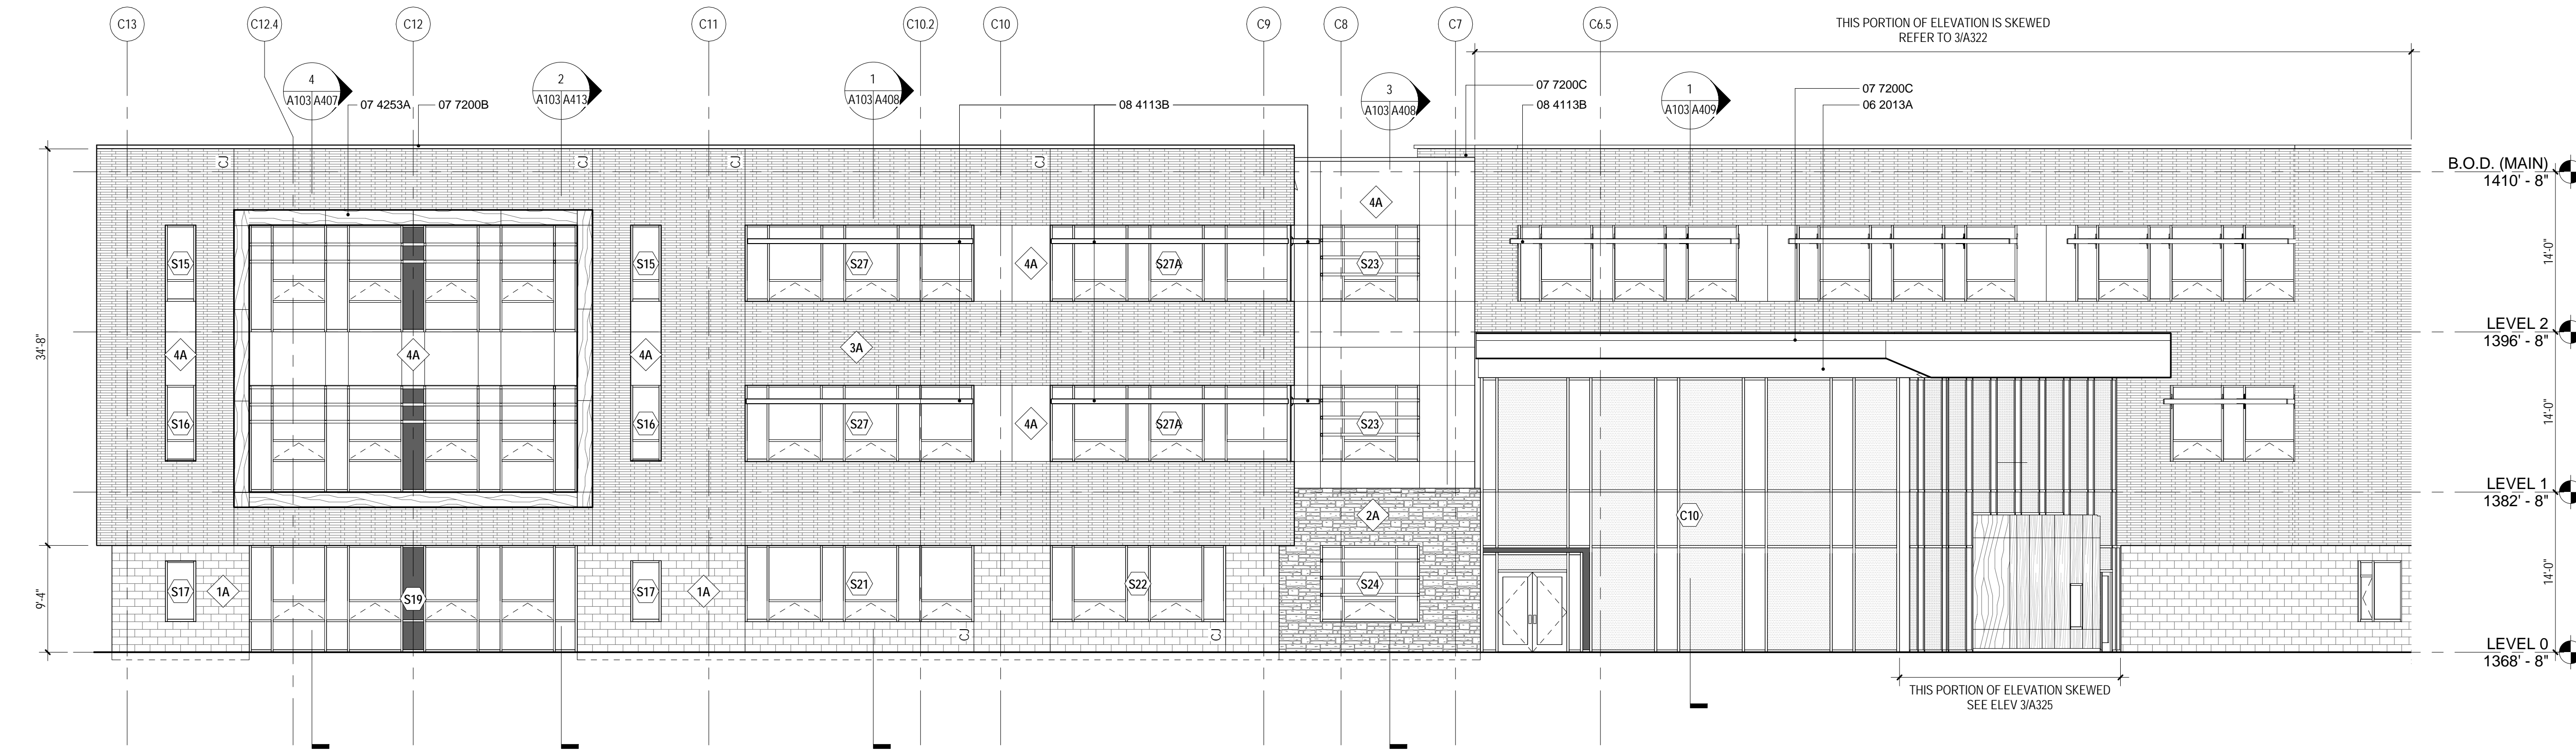 C13
C12.4
C12
C11
C10.2
C10
C9
C8
C7
C6.5
THIS PORTION OF ELEVATION IS SKEWED
REFER TO 3/A322
4
A103 A407
2
A103 A413
1
A103 A408
3
A103 A408
1
A103 A409
07 4253A
07 7200B
08 4113B
07 7200C
08 4113B
07 7200C
06 2013A
CJ
CJ
CJ
CJ
B.O.D. (MAIN)
1410' - 8"
4A
S15
S15
S27
4A
S27A
S23
14'-0"
34'-8"
LEVEL 2
1396' - 8"
4A
4A
4A
3A
S16
S16
S27
4A
S27A
S23
14'-0"
LEVEL 1
1382' - 8"
2A
C10
9'-4"
S17
1A
S19
S17
1A
S21
S22
S24
14'-0"
CJ
CJ
LEVEL 0
1368' - 8"
THIS PORTION OF ELEVATION SKEWED
SEE ELEV 3/A325